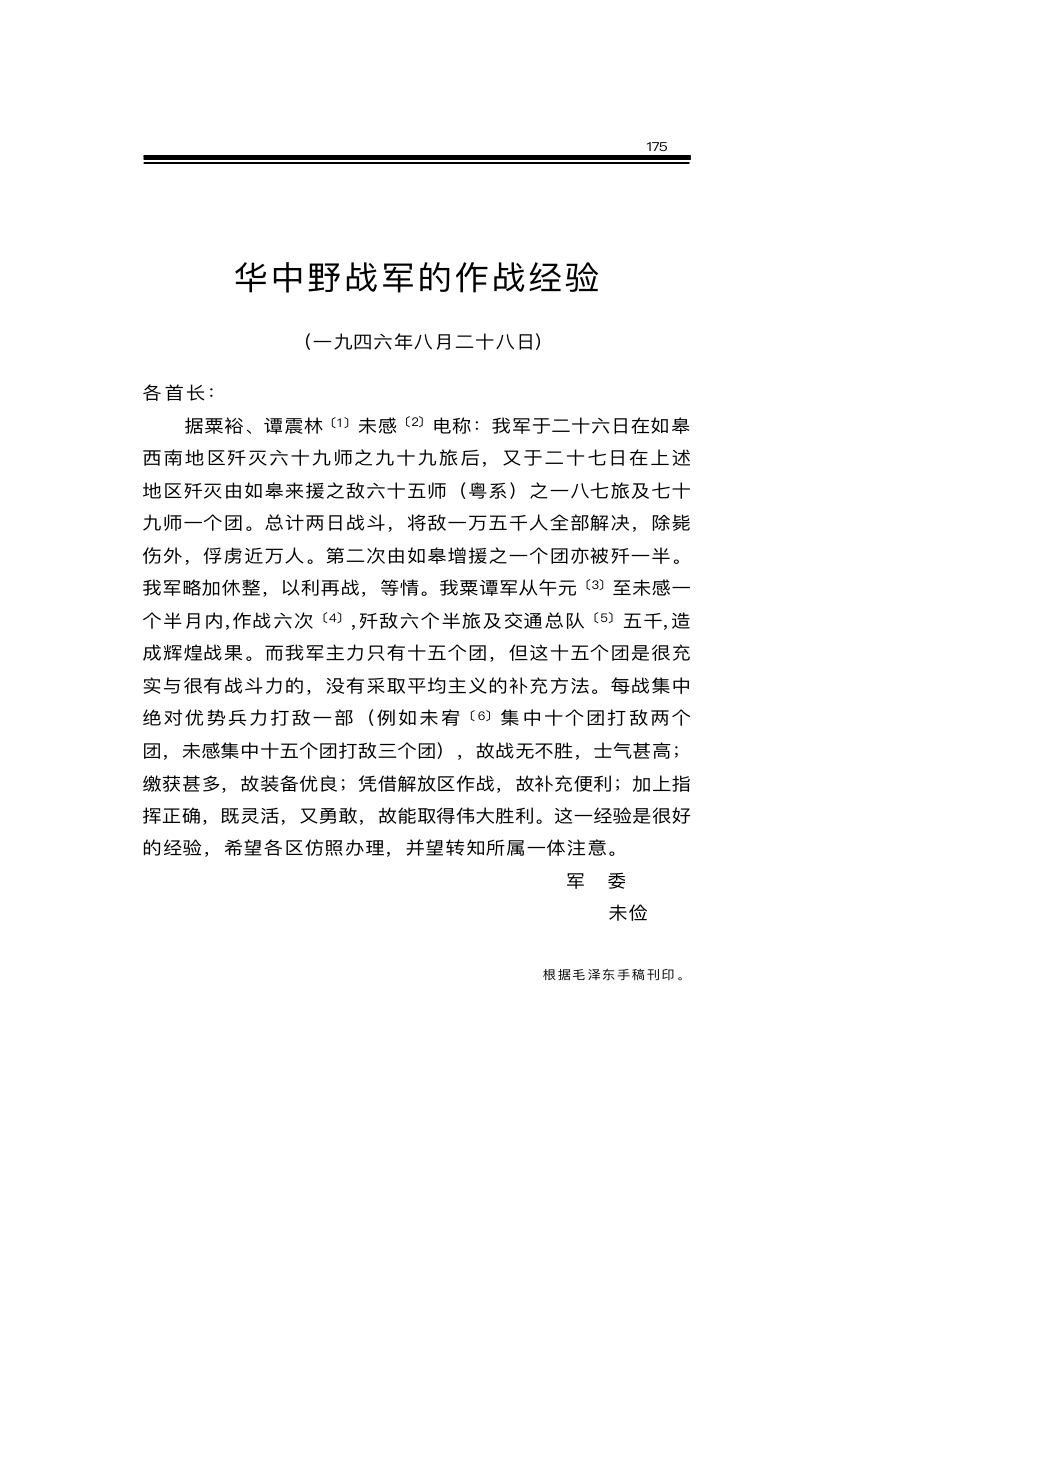 175
华中野战军的作战经验
（一九四六年八月二十八日）
各首长：
据粟裕、谭震林〔1〕未感〔2〕电称：我军于二十六日在如皋
西南地区歼灭六十九师之九十九旅后，又于二十七日在上述
地区歼灭由如皋来援之敌六十五师（粤系）之一八七旅及七十
九师一个团。总计两日战斗，将敌一万五千人全部解决，除毙
伤外，俘虏近万人。第二次由如皋增援之一个团亦被歼一半。
我军略加休整，以利再战，等情。我粟谭军从午元〔3〕至未感一
个半月内,作战六次〔4〕,歼敌六个半旅及交通总队〔5〕五千,造
成辉煌战果。而我军主力只有十五个团，但这十五个团是很充
实与很有战斗力的，没有采取平均主义的补充方法。每战集中
绝对优势兵力打敌一部（例如未宥〔6〕集中十个团打敌两个
团，未感集中十五个团打敌三个团），故战无不胜，士气甚高；
缴获甚多，故装备优良；凭借解放区作战，故补充便利；加上指
挥正确，既灵活，又勇敢，故能取得伟大胜利。这一经验是很好
的经验，希望各区仿照办理，并望转知所属一体注意。
军　委
未俭
根据毛泽东手稿刊印。